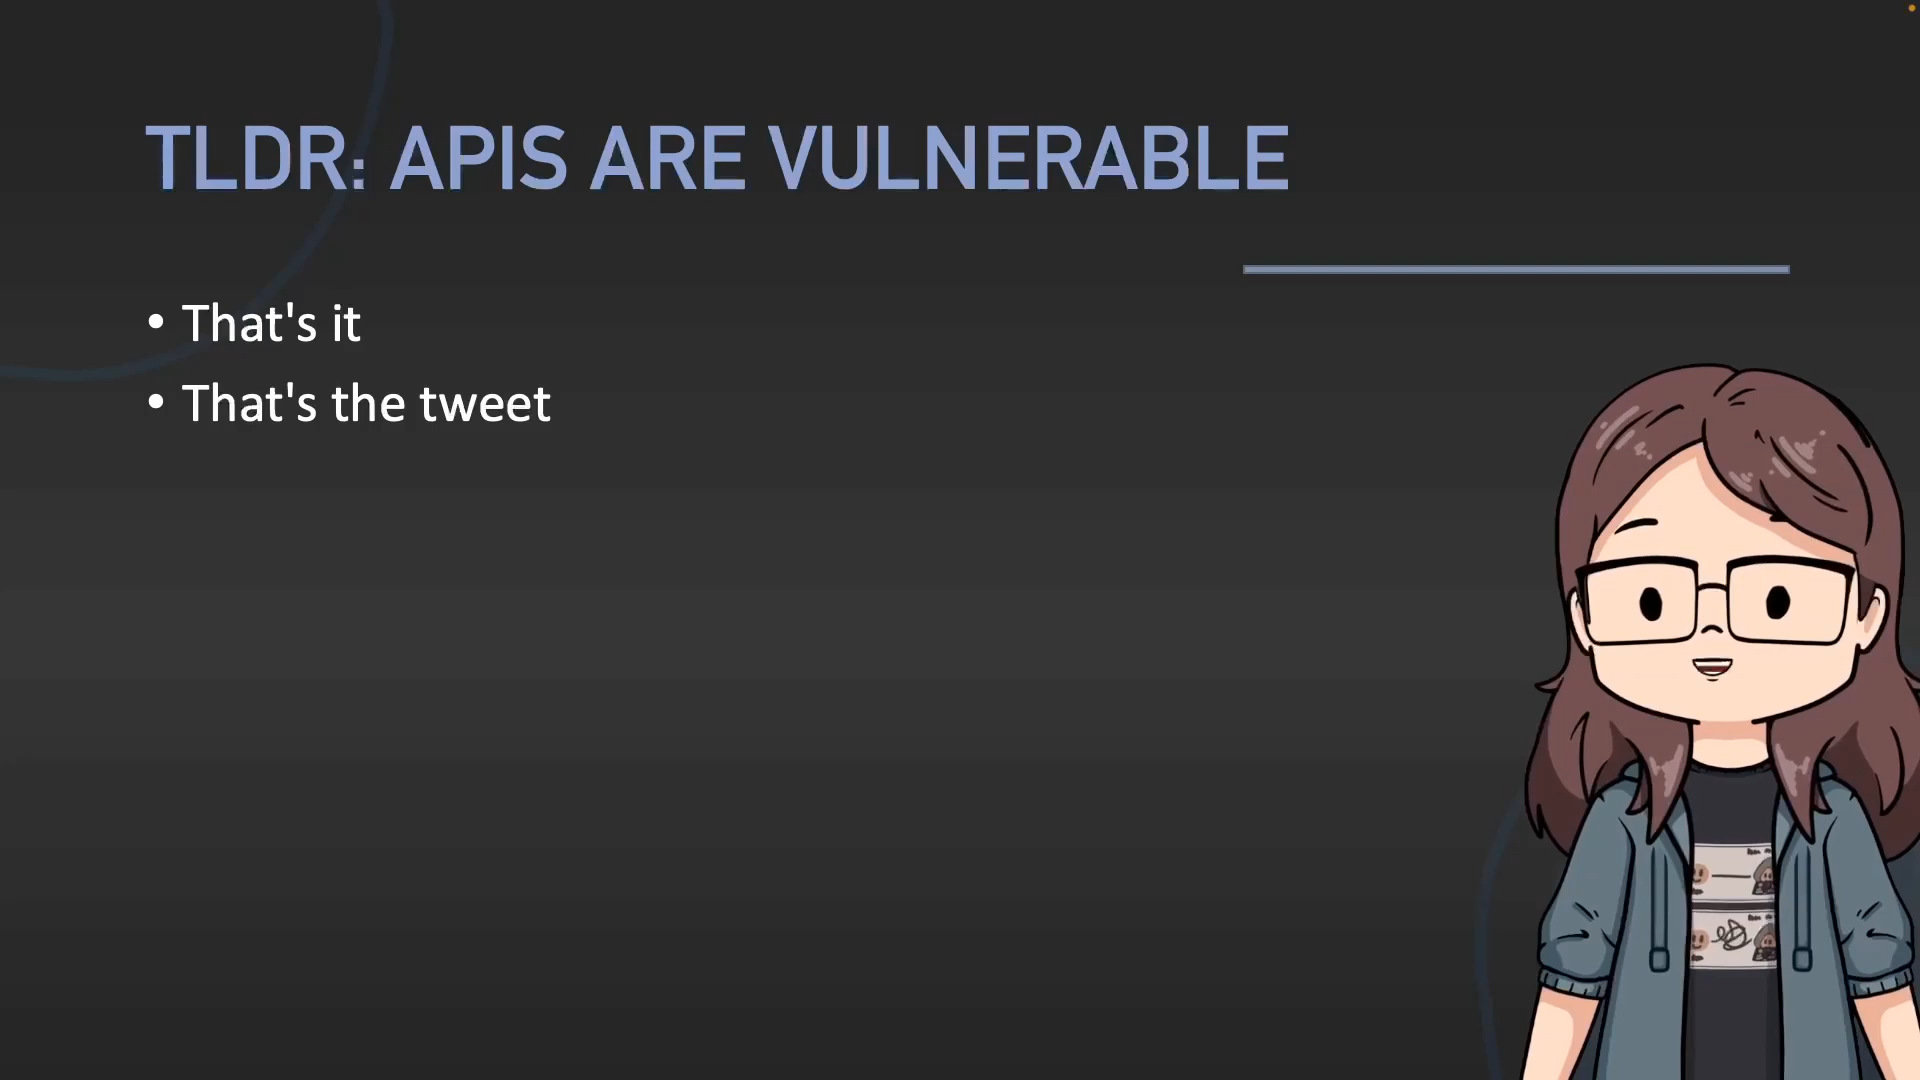 TLDR: APIS ARE VULNERABLE
• That's it
• That's the tweet